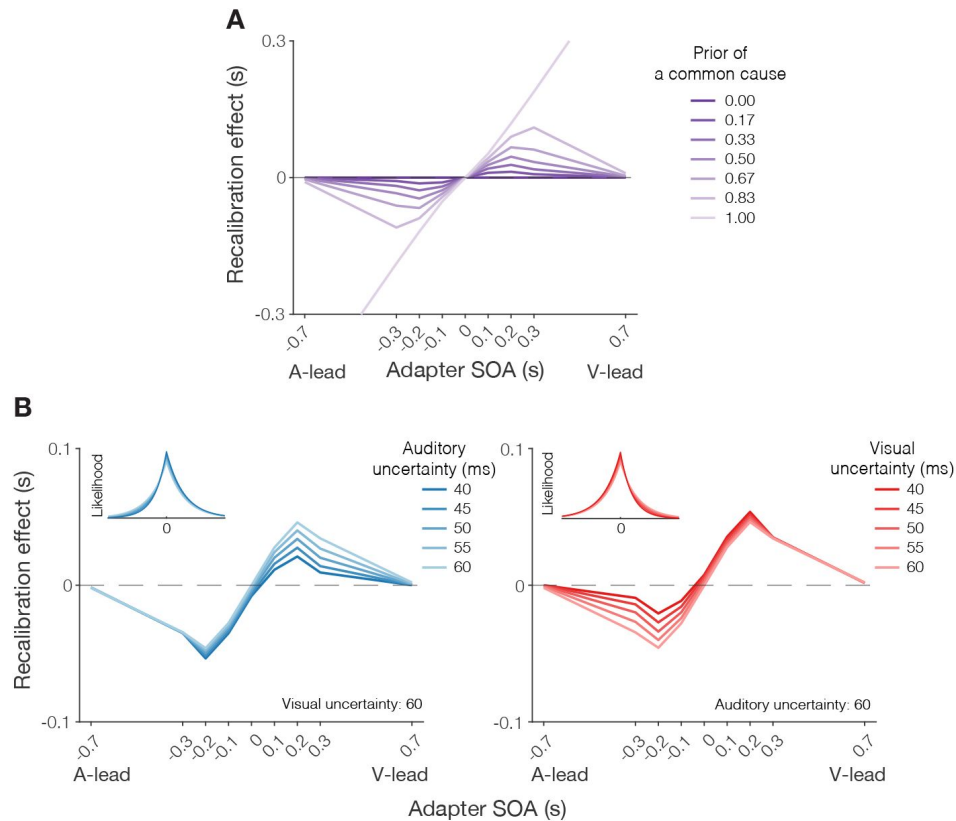 A
Recalibration effect (s)
0.3
0
-0.3
-0.7
-0.3
-0.2
-0.1
0
0.1
0.2
0.3
0.7
A-lead
Adapter SOA (s)
V-lead
Prior of
a common cause
0.00
0.17
0.33
0.50
0.67
0.83
1.00
B
Recalibration effect (s)
0.1
0
-0.1
Likelihood
0
Auditory
uncertainty (ms)
40
45
50
55
60
Visual uncertainty: 60
-0.7
-0.3
-0.2
-0.1
0
0.1
0.2
0.3
0.7
A-lead
V-lead
0.1
0
-0.1
Likelihood
0
Visual
uncertainty (ms)
40
45
50
55
60
Auditory uncertainty: 60
-0.7
-0.3
-0.2
-0.1
0
0.1
0.2
0.3
0.7
A-lead
V-lead
Adapter SOA (s)